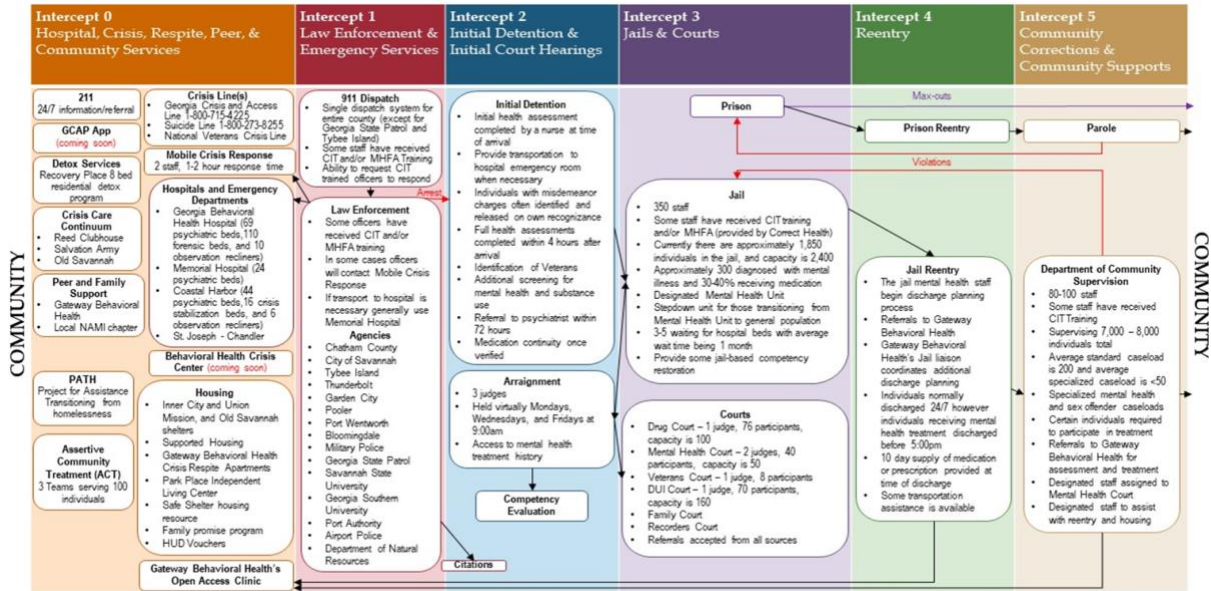 Intercept 0
Hospital, Crisis, Respite, Peer, &
Community Services
Intercept 1
Law Enforcement &
Emergency Services
Intercept 2
Initial Detention &
Initial Court Hearings
Intercept 3
Jails & Courts
Intercept 4
Reentry
Intercept 5
Community
Corrections &
Community Supports
COMMUNITY
211
24/7 information/referral
GCAP App
(coming soon)
Detox Services
Recovery Place 8 bed
residential detox
program
Crisis Care
Continuum
• Reed Clubhouse
• Salvation Army
• Old Savannah
Peer and Family
Support
• Gateway Behavioral
Health
• Local NAMI chapter
PATH
Project for Assistance
Transitioning from
homelessness
Assertive
Community
Treatment (ACT)
3 Teams serving 100
individuals
Crisis Line(s)
• Georgia Crisis and Access
Line 1-800-715-4225
• Suicide Line 1-800-273-8255
• National Veterans Crisis Line
Mobile Crisis Response
2 staff, 1-2 hour response time
Hospitals and Emergency
Departments
• Georgia Behavioral
Health Hospital (69
psychiatric beds,110
forensic beds, and 10
observation recliners)
• Memorial Hospital (24
psychiatric beds)
• Coastal Harbor (44
psychiatric beds,16 crisis
stabilization beds, and 6
observation recliners)
• St. Joseph - Chandler
Behavioral Health Crisis
Center (coming soon)
Housing
• Inner City and Union
Mission, and Old Savannah
shelters
• Supported Housing
• Gateway Behavioral Health
Crisis Respite Apartments
• Park Place Independent
Living Center
• Safe Shelter housing
resource
• Family promise program
• HUD Vouchers
Gateway Behavioral Health's
Open Access Clinic
911 Dispatch
• Single dispatch system for
entire county (except for
Georgia State Patrol and
Tybee Island)
• Some staff have received
CIT and/or MHFA Training
• Ability to request CIT
trained officers to respond
Arrest
Law Enforcement
• Some officers have
received CIT and/or
MHFA training
• In some cases officers
will contact Mobile Crisis
Response
• If transport to hospital is
necessary generally use
Memorial Hospital
Agencies
• Chatham County
• City of Savannah
• Tybee Island
• Thunderbolt
• Garden City
• Pooler
• Port Wentworth
• Bloomingdale
• Military Police
• Georgia State Patrol
• Savannah State
University
• Georgia Southern
University
• Port Authority
• Airport Police
• Department of Natural
Resources
Citations
Initial Detention
• Initial health assessment
completed by a nurse at time
of arrival
• Provide transportation to
hospital emergency room
when necessary
• Individuals with misdemeanor
charges often identified and
released on own recognizance
• Full health assessments
completed within 4 hours after
arrival
• Identification of Veterans
• Additional screening for
mental health and substance
use
• Referral to psychiatrist within
72 hours
• Medication continuity once
verified
Arraignment
• 3 judges
• Held virtually Mondays,
Wednesdays, and Fridays at
9:00am
• Access to mental health
treatment history
Competency
Evaluation
Prison
Max-outs
Prison Reentry
Parole
Violations
Jail
• 350 staff
• Some staff have received CIT training
and/or MHFA (provided by Correct Health)
• Currently there are approximately 1,850
individuals in the jail, and capacity is 2,400
• Approximately 300 diagnosed with mental
illness and 30-40% receiving medication
• Designated Mental Health Unit
• Stepdown unit for those transitioning from
Mental Health Unit to general population
• 3-5 waiting for hospital beds with average
wait time being 1 month
• Provide some jail-based competency
restoration
Courts
• Drug Court – 1 judge, 76 participants,
capacity is 100
• Mental Health Court – 2 judges, 40
participants, capacity is 50
• Veterans Court – 1 judge, 8 participants
• DUI Court – 1 judge, 70 participants,
capacity is 160
• Family Court
• Recorders Court
• Referrals accepted from all sources
Jail Reentry
• The jail mental health staff
begin discharge planning
process
• Referrals to Gateway
Behavioral Health
• Gateway Behavioral
Health's Jail liaison
coordinates additional
discharge planning
• Individuals normally
discharged 24/7 however
individuals receiving mental
health treatment discharged
before 5:00pm
• 10 day supply of medication
or prescription provided at
time of discharge
• Some transportation
assistance is available
Department of Community
Supervision
• 80-100 staff
• Some staff have received
CIT Training
• Supervising 7,000 – 8,000
individuals total
• Average standard caseload
is 200 and average
specialized caseload is <50
• Specialized mental health
and sex offender caseloads
• Certain individuals required
to participate in treatment
• Referrals to Gateway
Behavioral Health for
assessment and treatment
• Designated staff assigned to
Mental Health Court
• Designated staff to assist
with reentry and housing
COMMUNITY